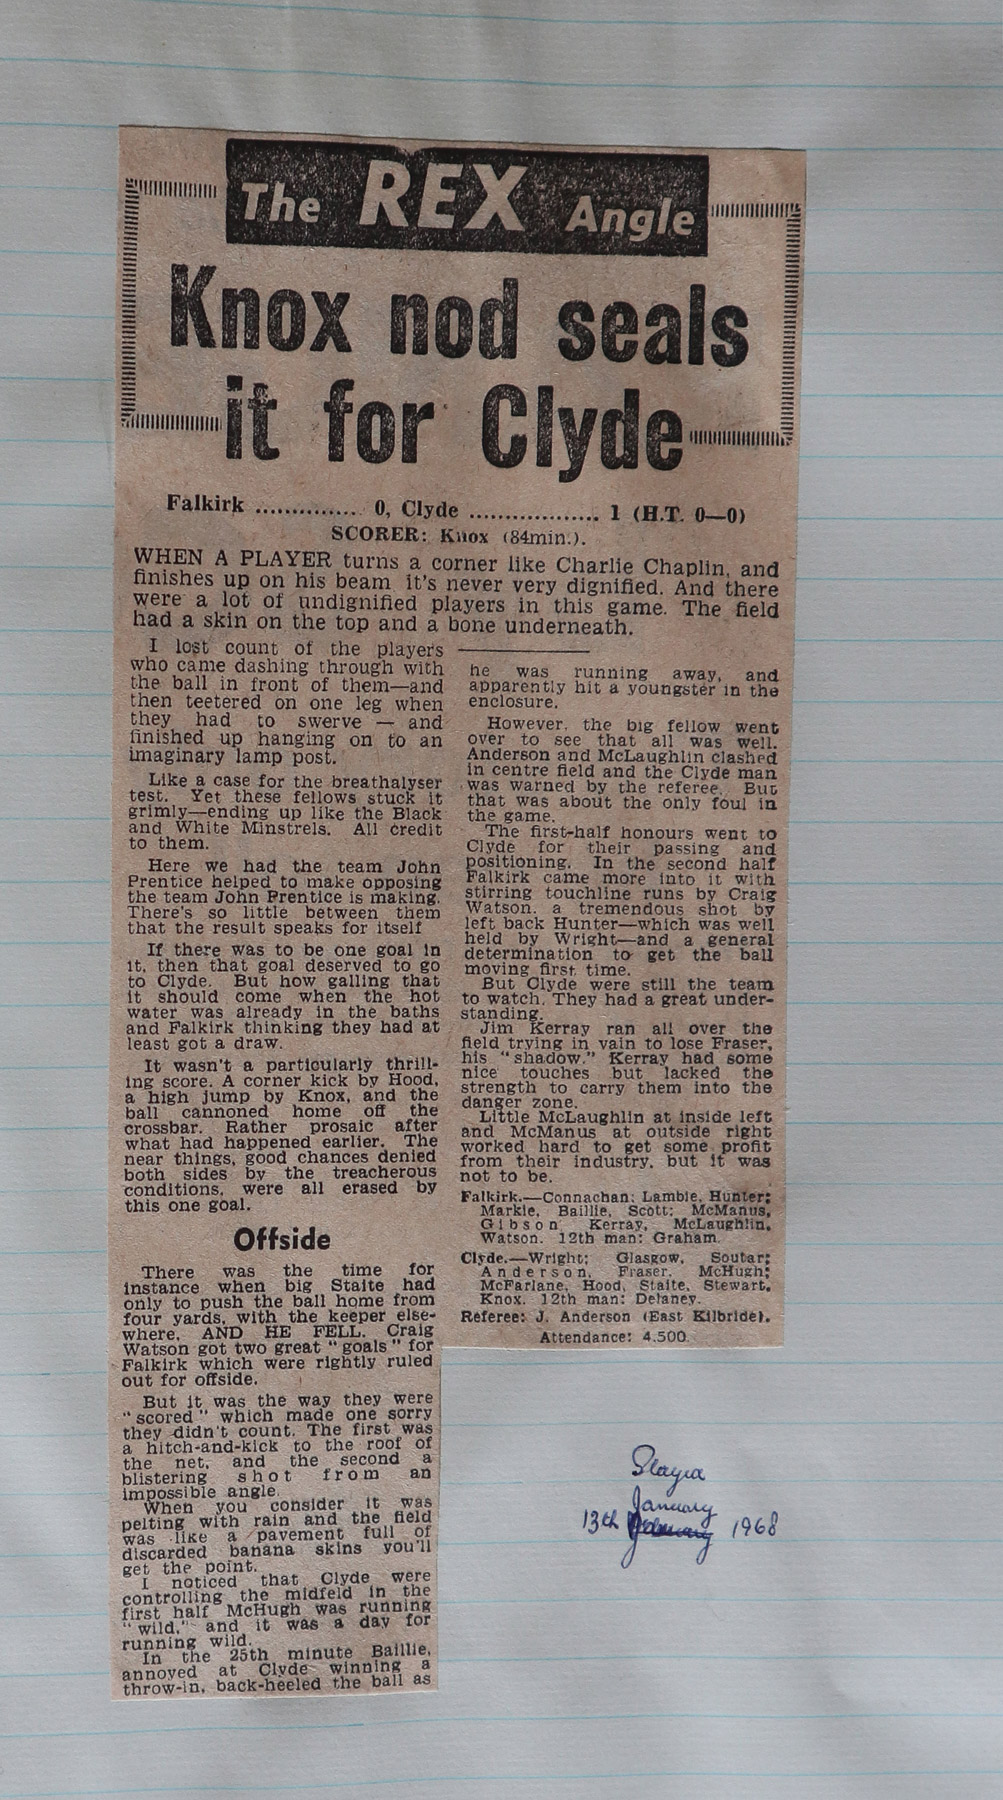 The REX Angle
Knox nod seals
it for Clyde
Falkirk .............. 0, Clyde .................. 1 (H.T. 0—0)
SCORER: Knox (84min.).
WHEN A PLAYER turns a corner like Charlie Chaplin, and
finishes up on his beam it's never very dignified. And there
were a lot of undignified players in this game. The field
had a skin on the top and a bone underneath.
I lost count of the players
who came dashing through with
the ball in front of them—and
then teetered on one leg when
they had to swerve — and
finished up hanging on to an
imaginary lamp post.
Like a case for the breathalyser
test. Yet these fellows stuck it
grimly—ending up like the Black
and White Minstrels. All credit
to them.
Here we had the team John
Prentice helped to make opposing
the team John Prentice is making.
There's so little between them
that the result speaks for itself
If there was to be one goal in
it, then that goal deserved to go
to Clyde. But how galling that
it should come when the hot
water was already in the baths
and Falkirk thinking they had at
least got a draw.
It wasn't a particularly thrill-
ing score. A corner kick by Hood,
a high jump by Knox, and the
ball cannoned home off the
crossbar. Rather prosaic after
what had happened earlier. The
near things, good chances denied
both sides by the treacherous
conditions, were all erased by
this one goal.
Offside
There was the time for
instance when big Staite had
only to push the ball home from
four yards, with the keeper else-
where, AND HE FELL. Craig
Watson got two great "goals" for
Falkirk which were rightly ruled
out for offside.
But it was the way they were
"scored" which made one sorry
they didn't count. The first was
a hitch-and-kick to the roof of
the net, and the second a
blistering shot from an
impossible angle.
When you consider it was
pelting with rain and the field
was like a pavement full of
discarded banana skins you'll
get the point.
I noticed that Clyde were
controlling the midfeld in the
first half McHugh was running
"wild," and it was a day for
running wild.
In the 25th minute Baillie,
annoyed at Clyde winning a
throw-in, back-heeled the ball as
he was running away, and
apparently hit a youngster in the
enclosure.
However, the big fellow went
over to see that all was well.
Anderson and McLaughlin clashed
in centre field and the Clyde man
was warned by the referee. But
that was about the only foul in
the game.
The first-half honours went to
Clyde for their passing and
positioning. In the second half
Falkirk came more into it with
stirring touchline runs by Craig
Watson, a tremendous shot by
left back Hunter—which was well
held by Wright—and a general
determination to get the ball
moving first time.
But Clyde were still the team
to watch. They had a great under-
standing.
Jim Kerray ran all over the
field trying in vain to lose Fraser,
his "shadow." Kerray had some
nice touches but lacked the
strength to carry them into the
danger zone.
Little McLaughlin at inside left
and McManus at outside right
worked hard to get some profit
from their industry, but it was
not to be.
Falkirk.—Connachan; Lambie, Hunter;
Markie, Baillie, Scott; McManus,
Gibson Kerray, McLaughlin,
Watson. 12th man: Graham.
Clyde.—Wright; Glasgow, Soutar;
Anderson, Fraser, McHugh;
McFarlane, Hood, Staite, Stewart,
Knox. 12th man: Delaney.
Referee: J. Anderson (East Kilbride).
Attendance: 4,500.
January
13th 1968